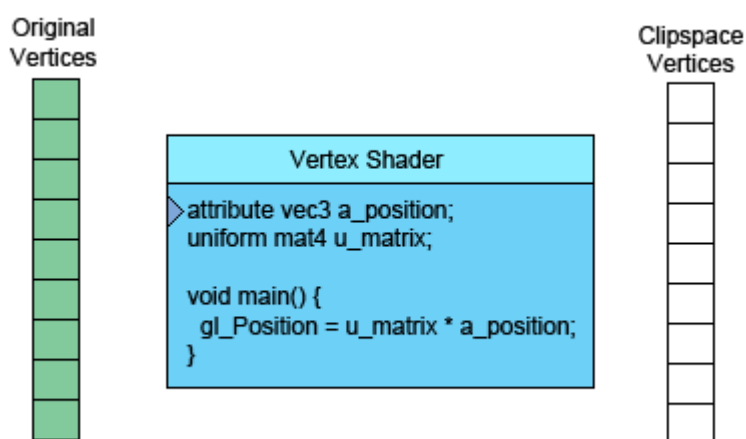 Original
Vertices
Clipspace
Vertices
Vertex Shader
attribute vec3 a_position;
uniform mat4 u_matrix;
void main() {
gl_Position = u_matrix * a_position;
}